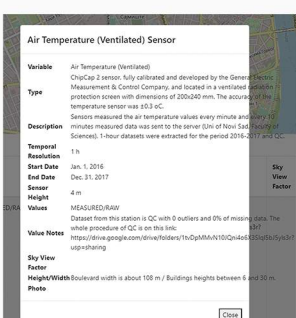 Air Temperature (Ventilated) Sensor
Variable Air Temperature (Ventilated)
Type ChipCap 2 sensor, fully calibrated and developed by the General Electric
Measurement & Control Company, and located in a ventilated radiation
protection screen with dimensions of 200x240 mm. The accuracy of the
temperature sensor was ±0.3 oC.
Description Sensors measured the air temperature values every minute and every 10
minutes measured data was sent to the server (Uni of Novi Sad, Faculty of
Sciences). 1-hour datasets were extracted for the period 2016-2017 and QC.
Temporal
Resolution 1 h
Start Date Jan. 1, 2016
End Date Dec. 31, 2017
Sensor
Height 4 m
Values MEASURED/RAW
Value Notes Dataset from this station is QC with 0 outliers and 0% of missing data. The
whole procedure of QC is on this link:
usp=sharing
Sky View
Factor
Height/Width Boulevard width is about 108 m / Buildings heights between 6 and 30 m.
Photo
Close
Sky
View
Factor